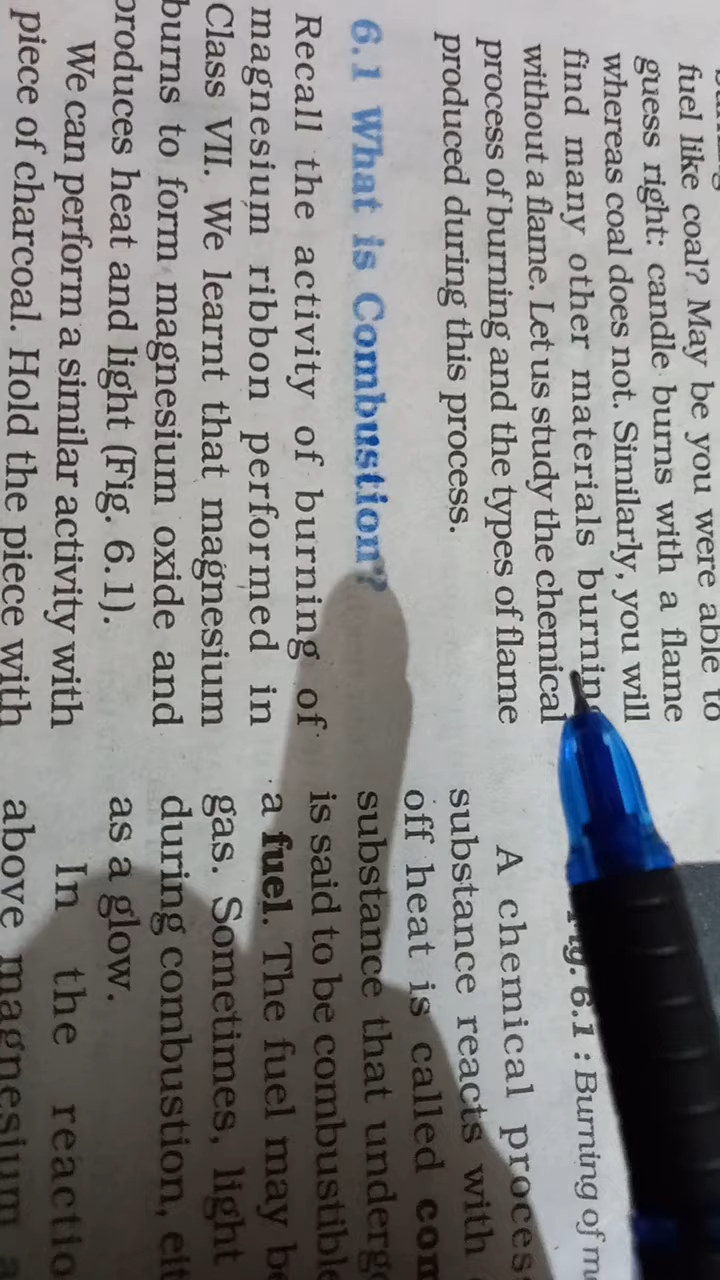 fuel like coal? May be you were able to
guess right: candle burns with a flame
whereas coal does not. Similarly, you will
find many other materials
without a flame. Let us study the chemical
process of burning and the types of flame
produced during this process.
6.1 What is Combustion?
Recall the activity of burning of
magnesium ribbon performed in
Class VII. We learnt that magnesium
burns to form magnesium oxide and
produces heat and light (Fig. 6.1).
We can perform a similar activity with
piece of charcoal. Hold the piece with
6.1 : Burning of
A chemical
substance reacts with
off heat is called
substance that
is said to be combustible
a fuel. The fuel may
gas. Sometimes, light
during combustion,
as a glow.
In the
above magnesium